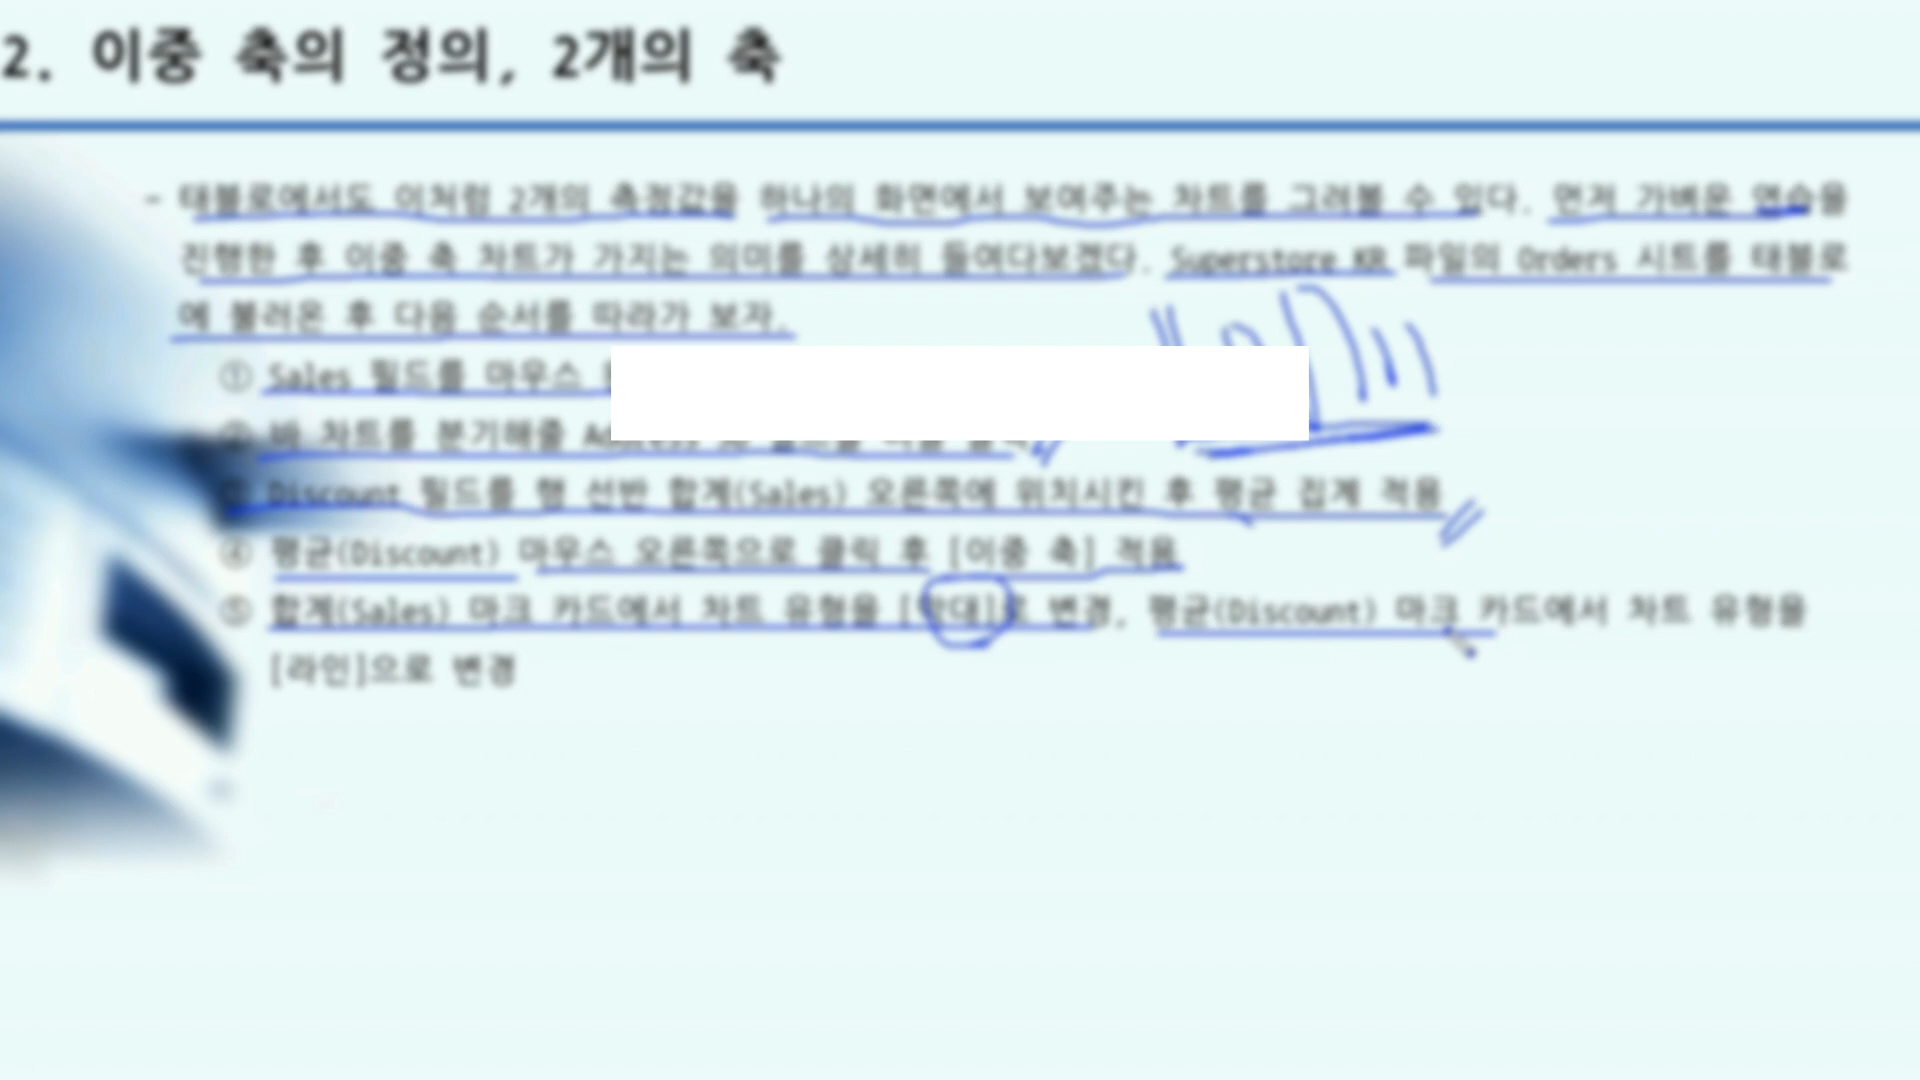 2. 이중 축의 정의, 2개의 축
- 태블로에서도 이처럼 2개의 측정값을 하나의 화면에서 보여주는 차트를 그려볼 수 있다. 먼저 가벼운 연습을
진행한 후 이중 축 차트가 가지는 의미를 상세히 들여다보겠다. Superstore KR 파일의 Orders 시트를 태블로
에 불러온 후 다음 순서를 따라가 보자.
① Sales 필드를 마우스
② 바 차트를 분기해줄
③ Discount 필드를 행 선반 합계(Sales) 오른쪽에 위치시킨 후 평균 집계 적용
④ 평균(Discount) 마우스 오른쪽으로 클릭 후 [이중 축] 적용
⑤ 합계(Sales) 마크 카드에서 차트 유형을 [막대]로 변경, 평균(Discount) 마크 카드에서 차트 유형을
[라인]으로 변경